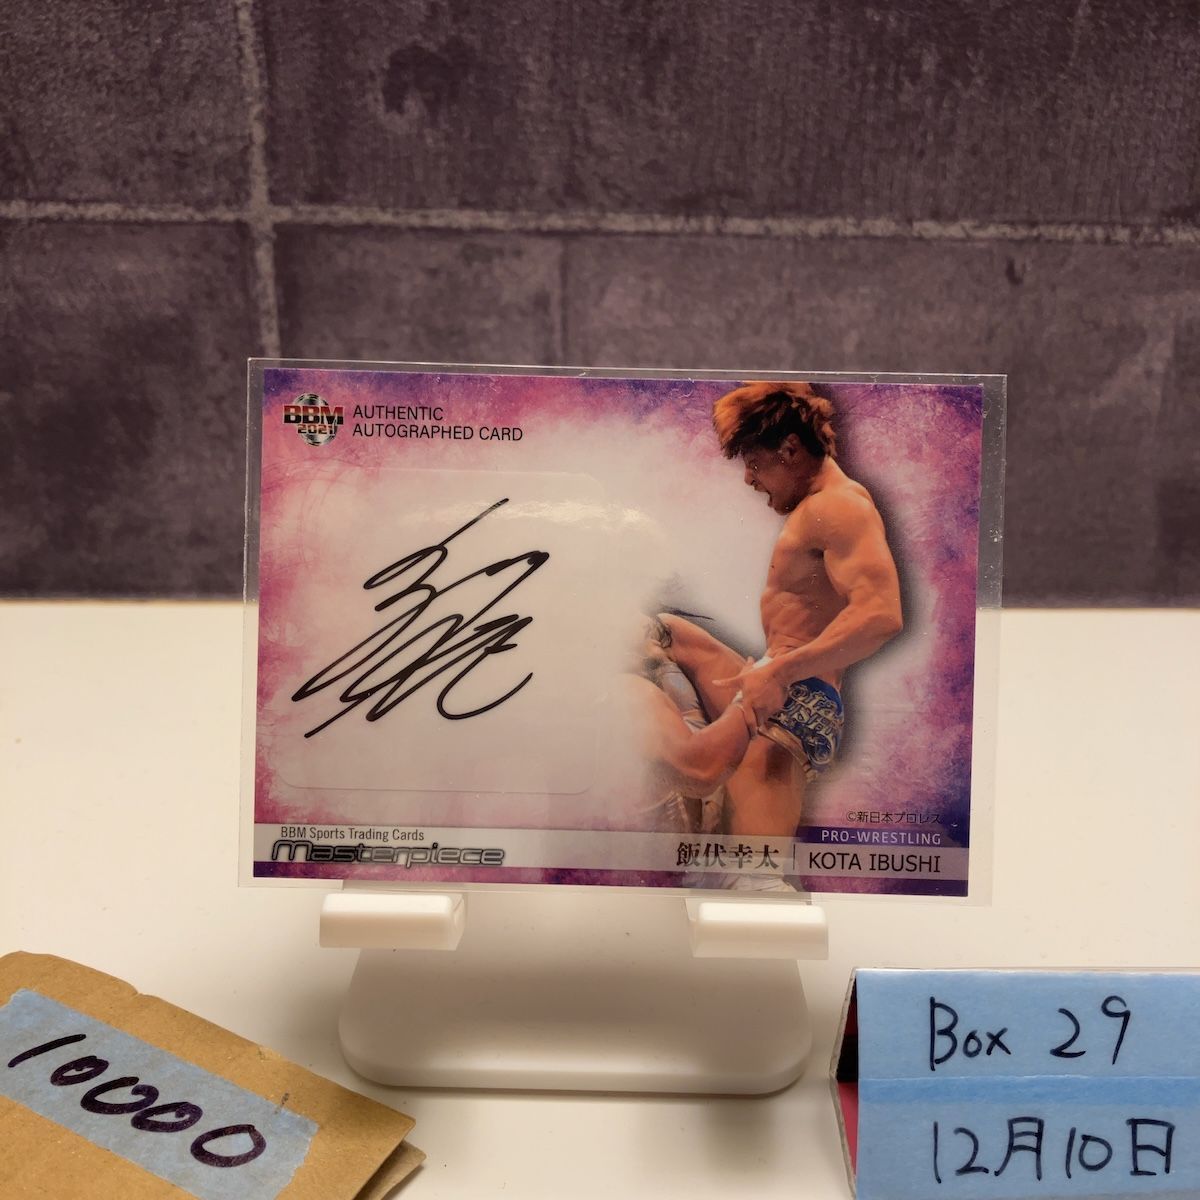 BBM
2021
AUTHENTIC
AUTOGRAPHED CARD
©新日本プロレス
BBM Sports Trading Cards
Masterpiece
PRO-WRESTLING
飯伏幸太 | KOTA IBUSHI
10000
Box 29
12月10日